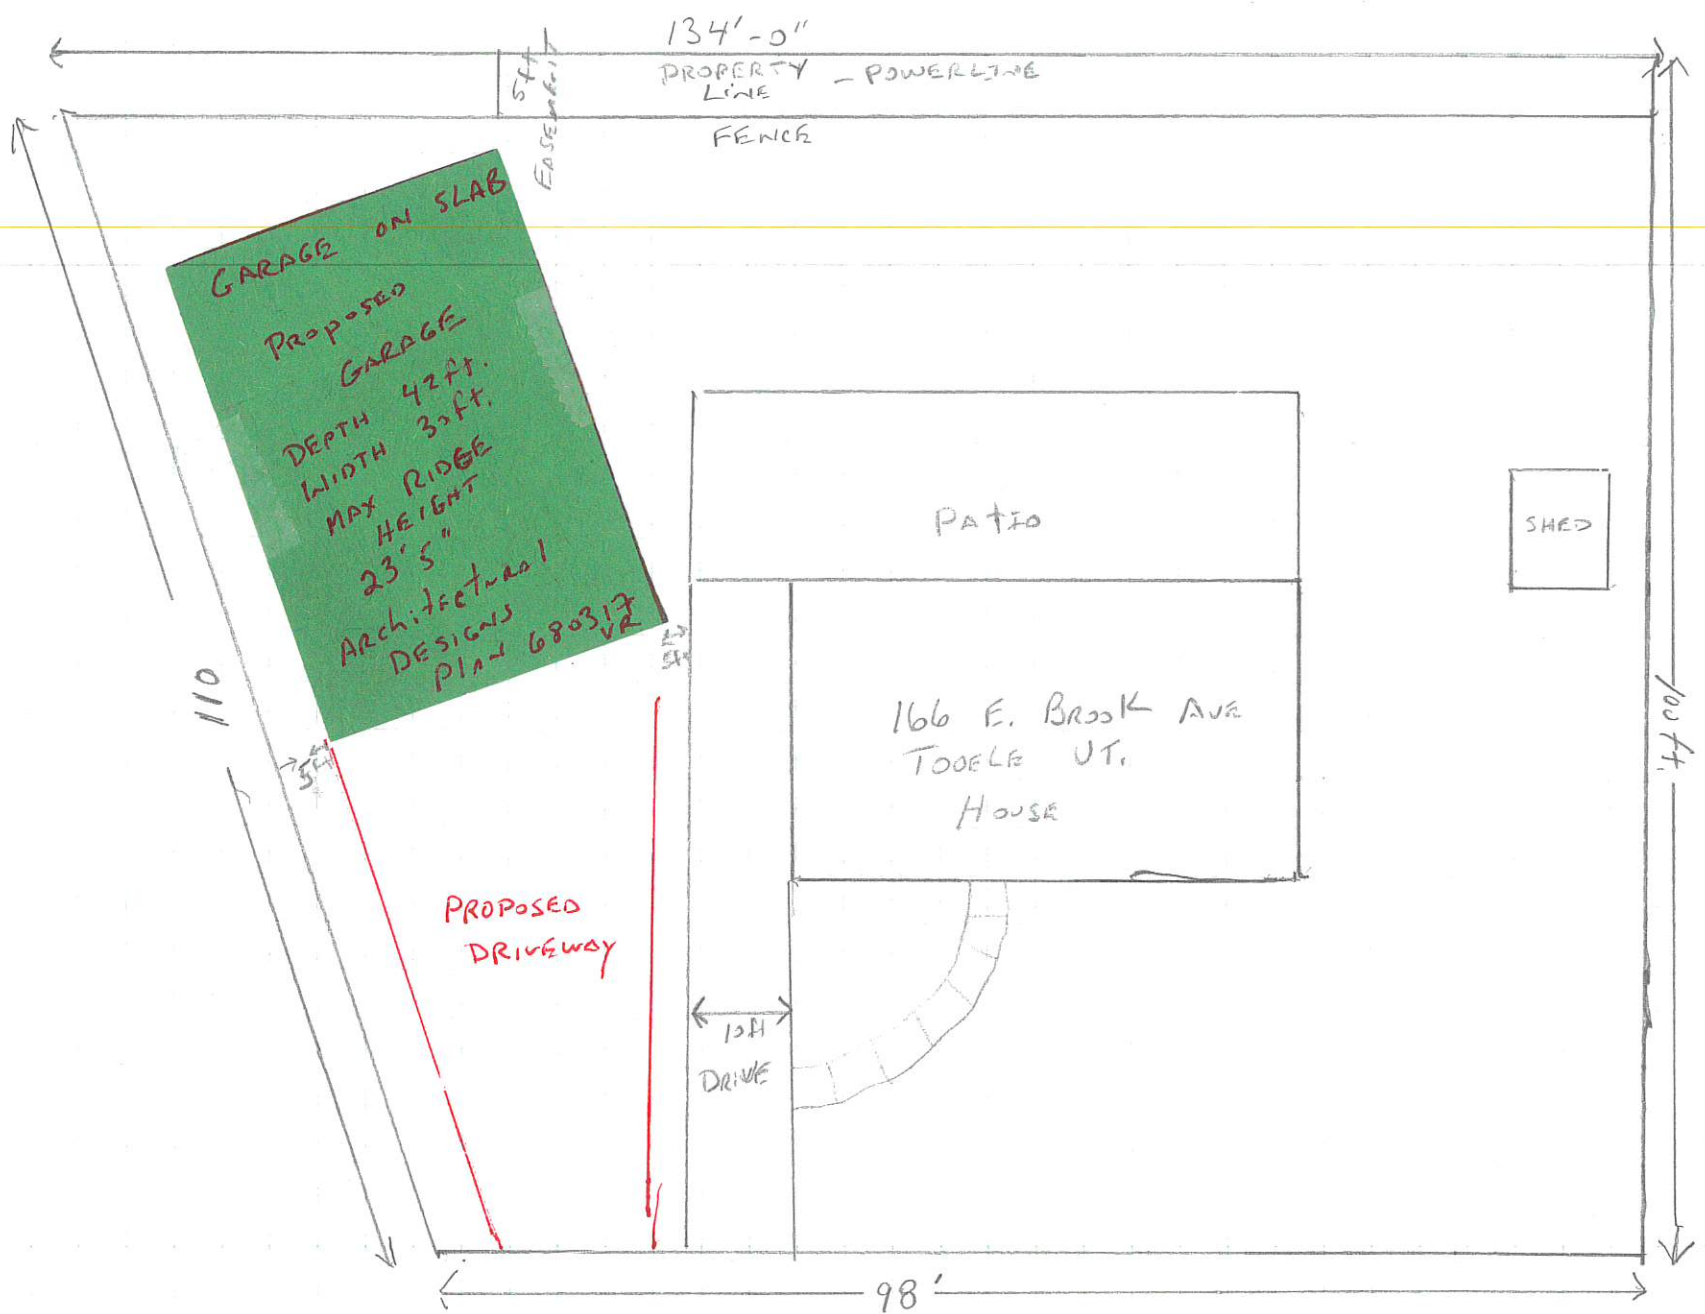 134'-0"
PROPERTY - POWERLINE
LINE
5ft
EASEMENT
FENCE
GARAGE ON SLAB
PROPOSED
GARAGE
DEPTH 42ft.
WIDTH 30ft.
MAX RIDGE
HEIGHT
23'5"
ARchitectural
DESIGNS
PlAN 680317
VR
5ft
5ft
110
PATIO
SHED
166 E. BROOK AVE
TOOELE UT.
HOUSE
100 ft.
PROPOSED
DRIVEWAY
10ft
DRIVE
98'